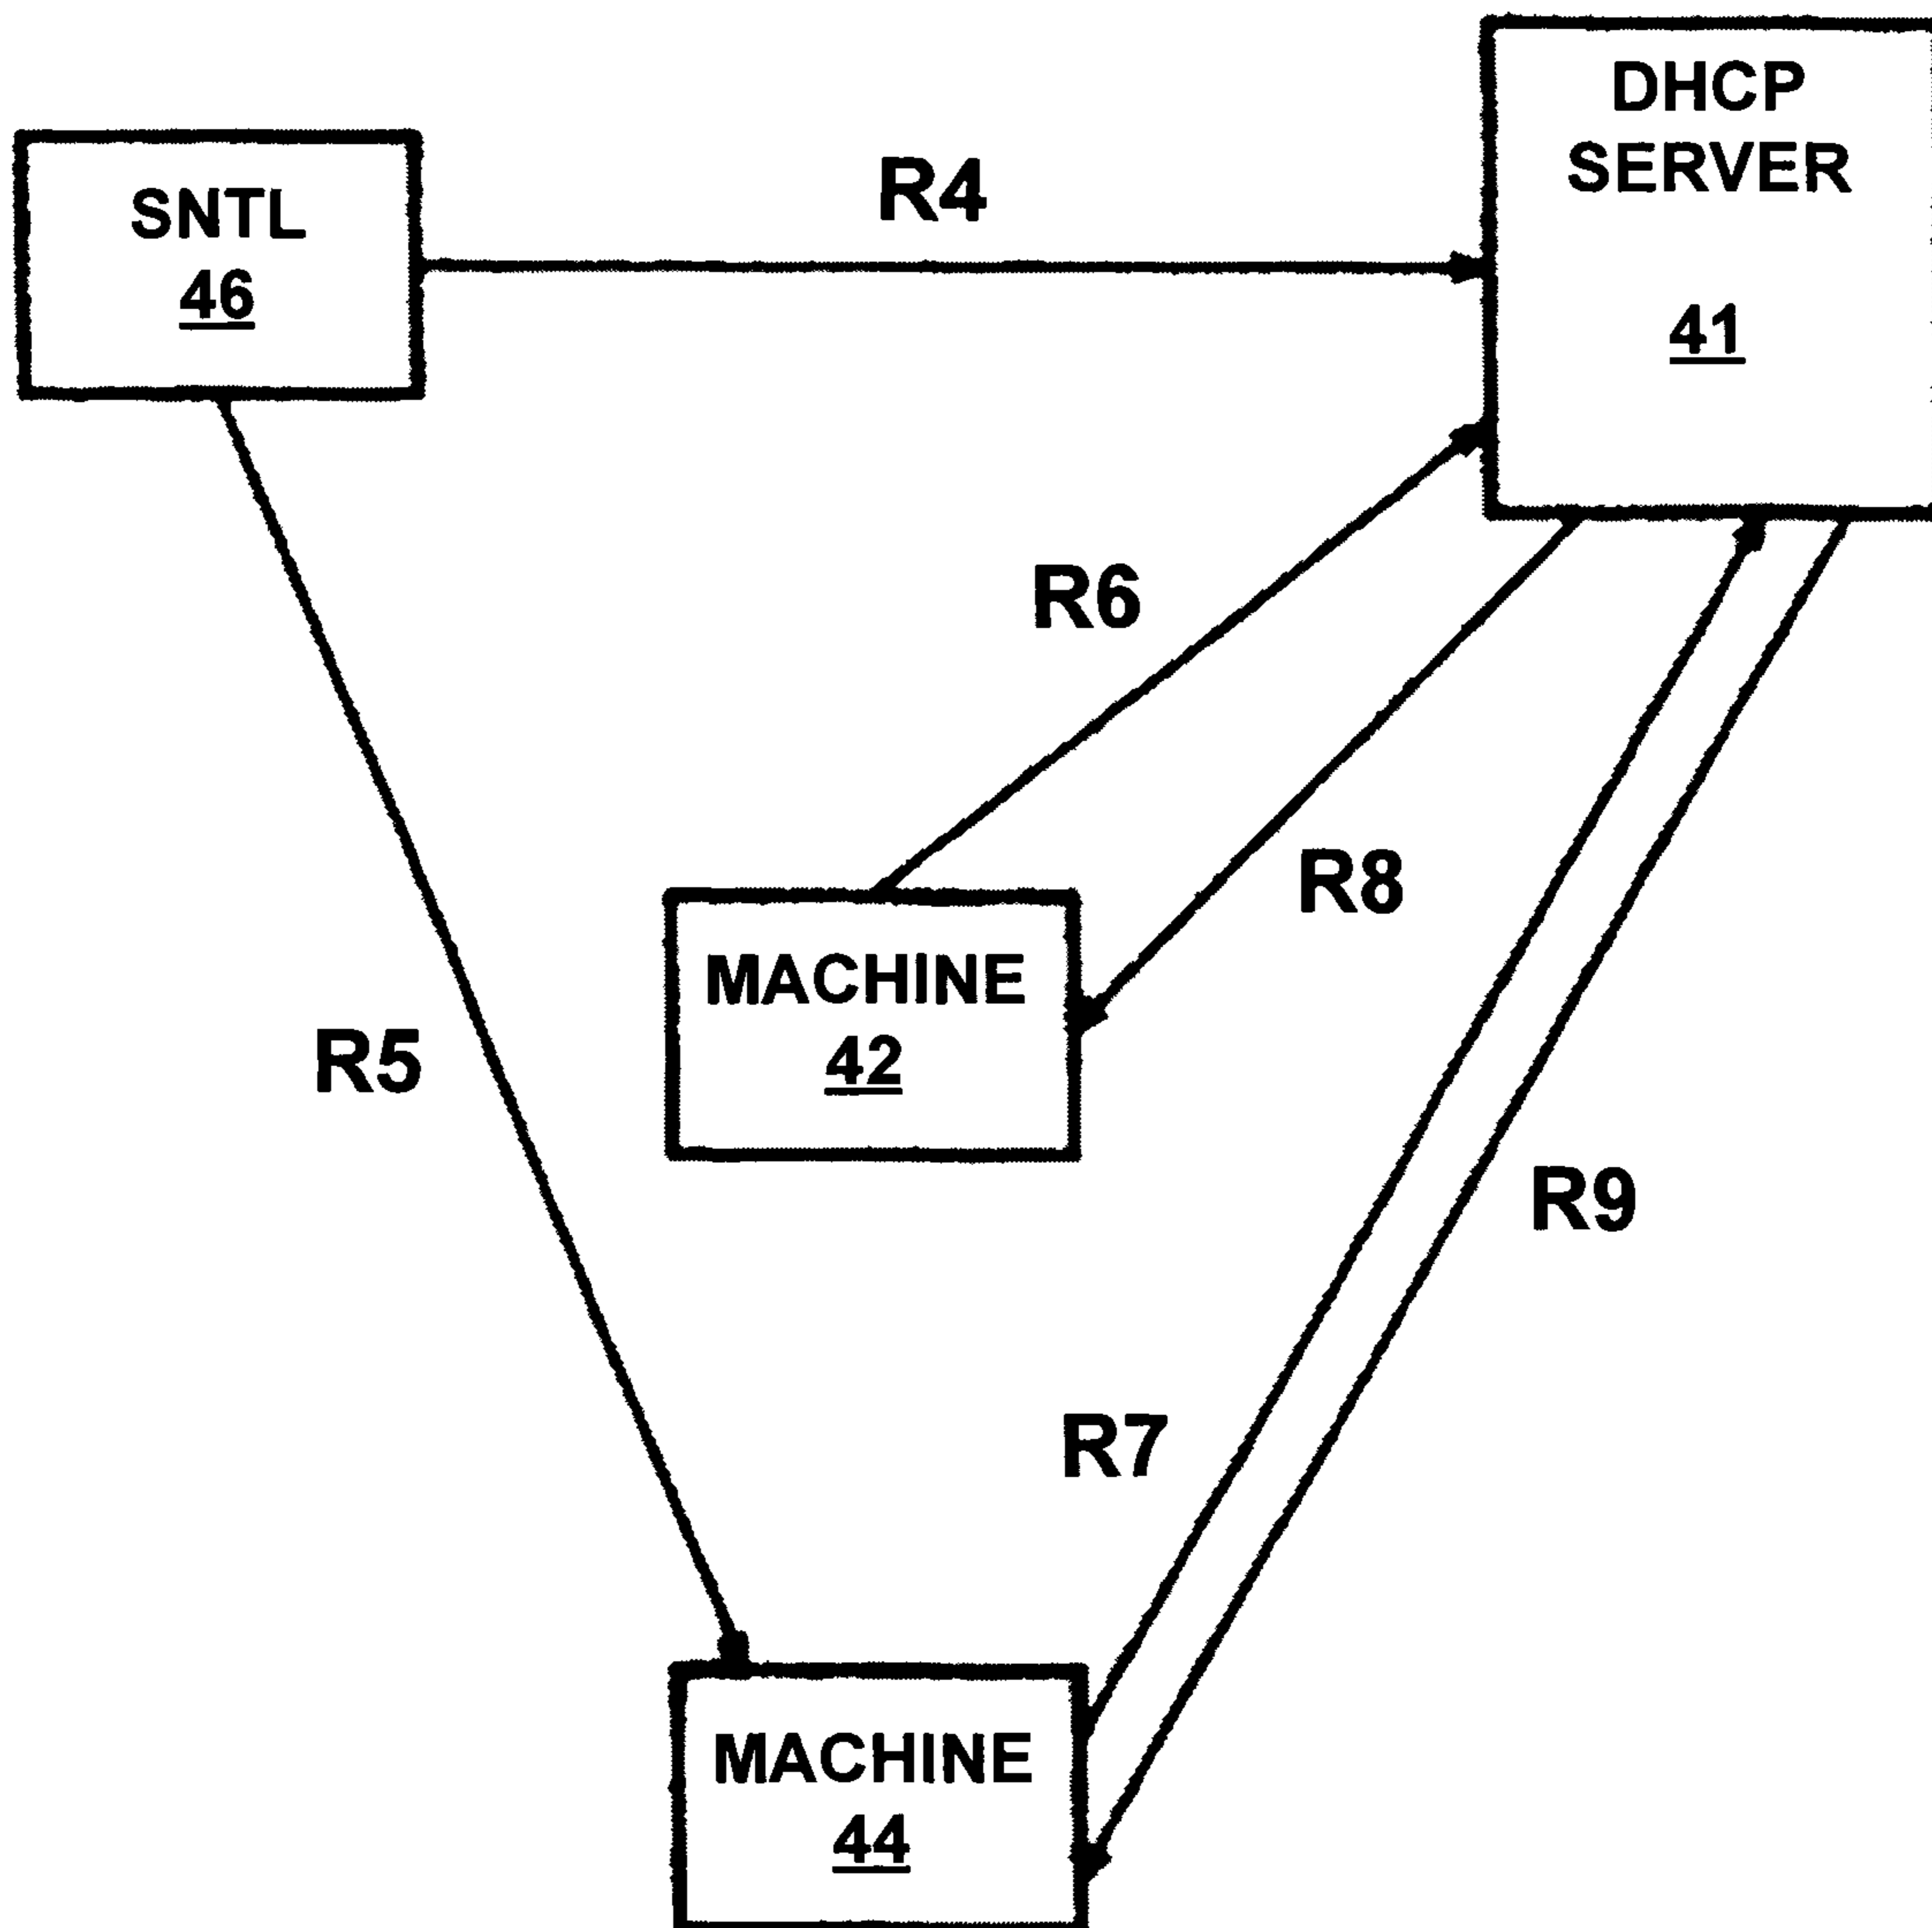 DHCP
SERVER
41
SNTL
46
R4
R6
R8
MACHINE
42
R5
R9
R7
MACHINE
44